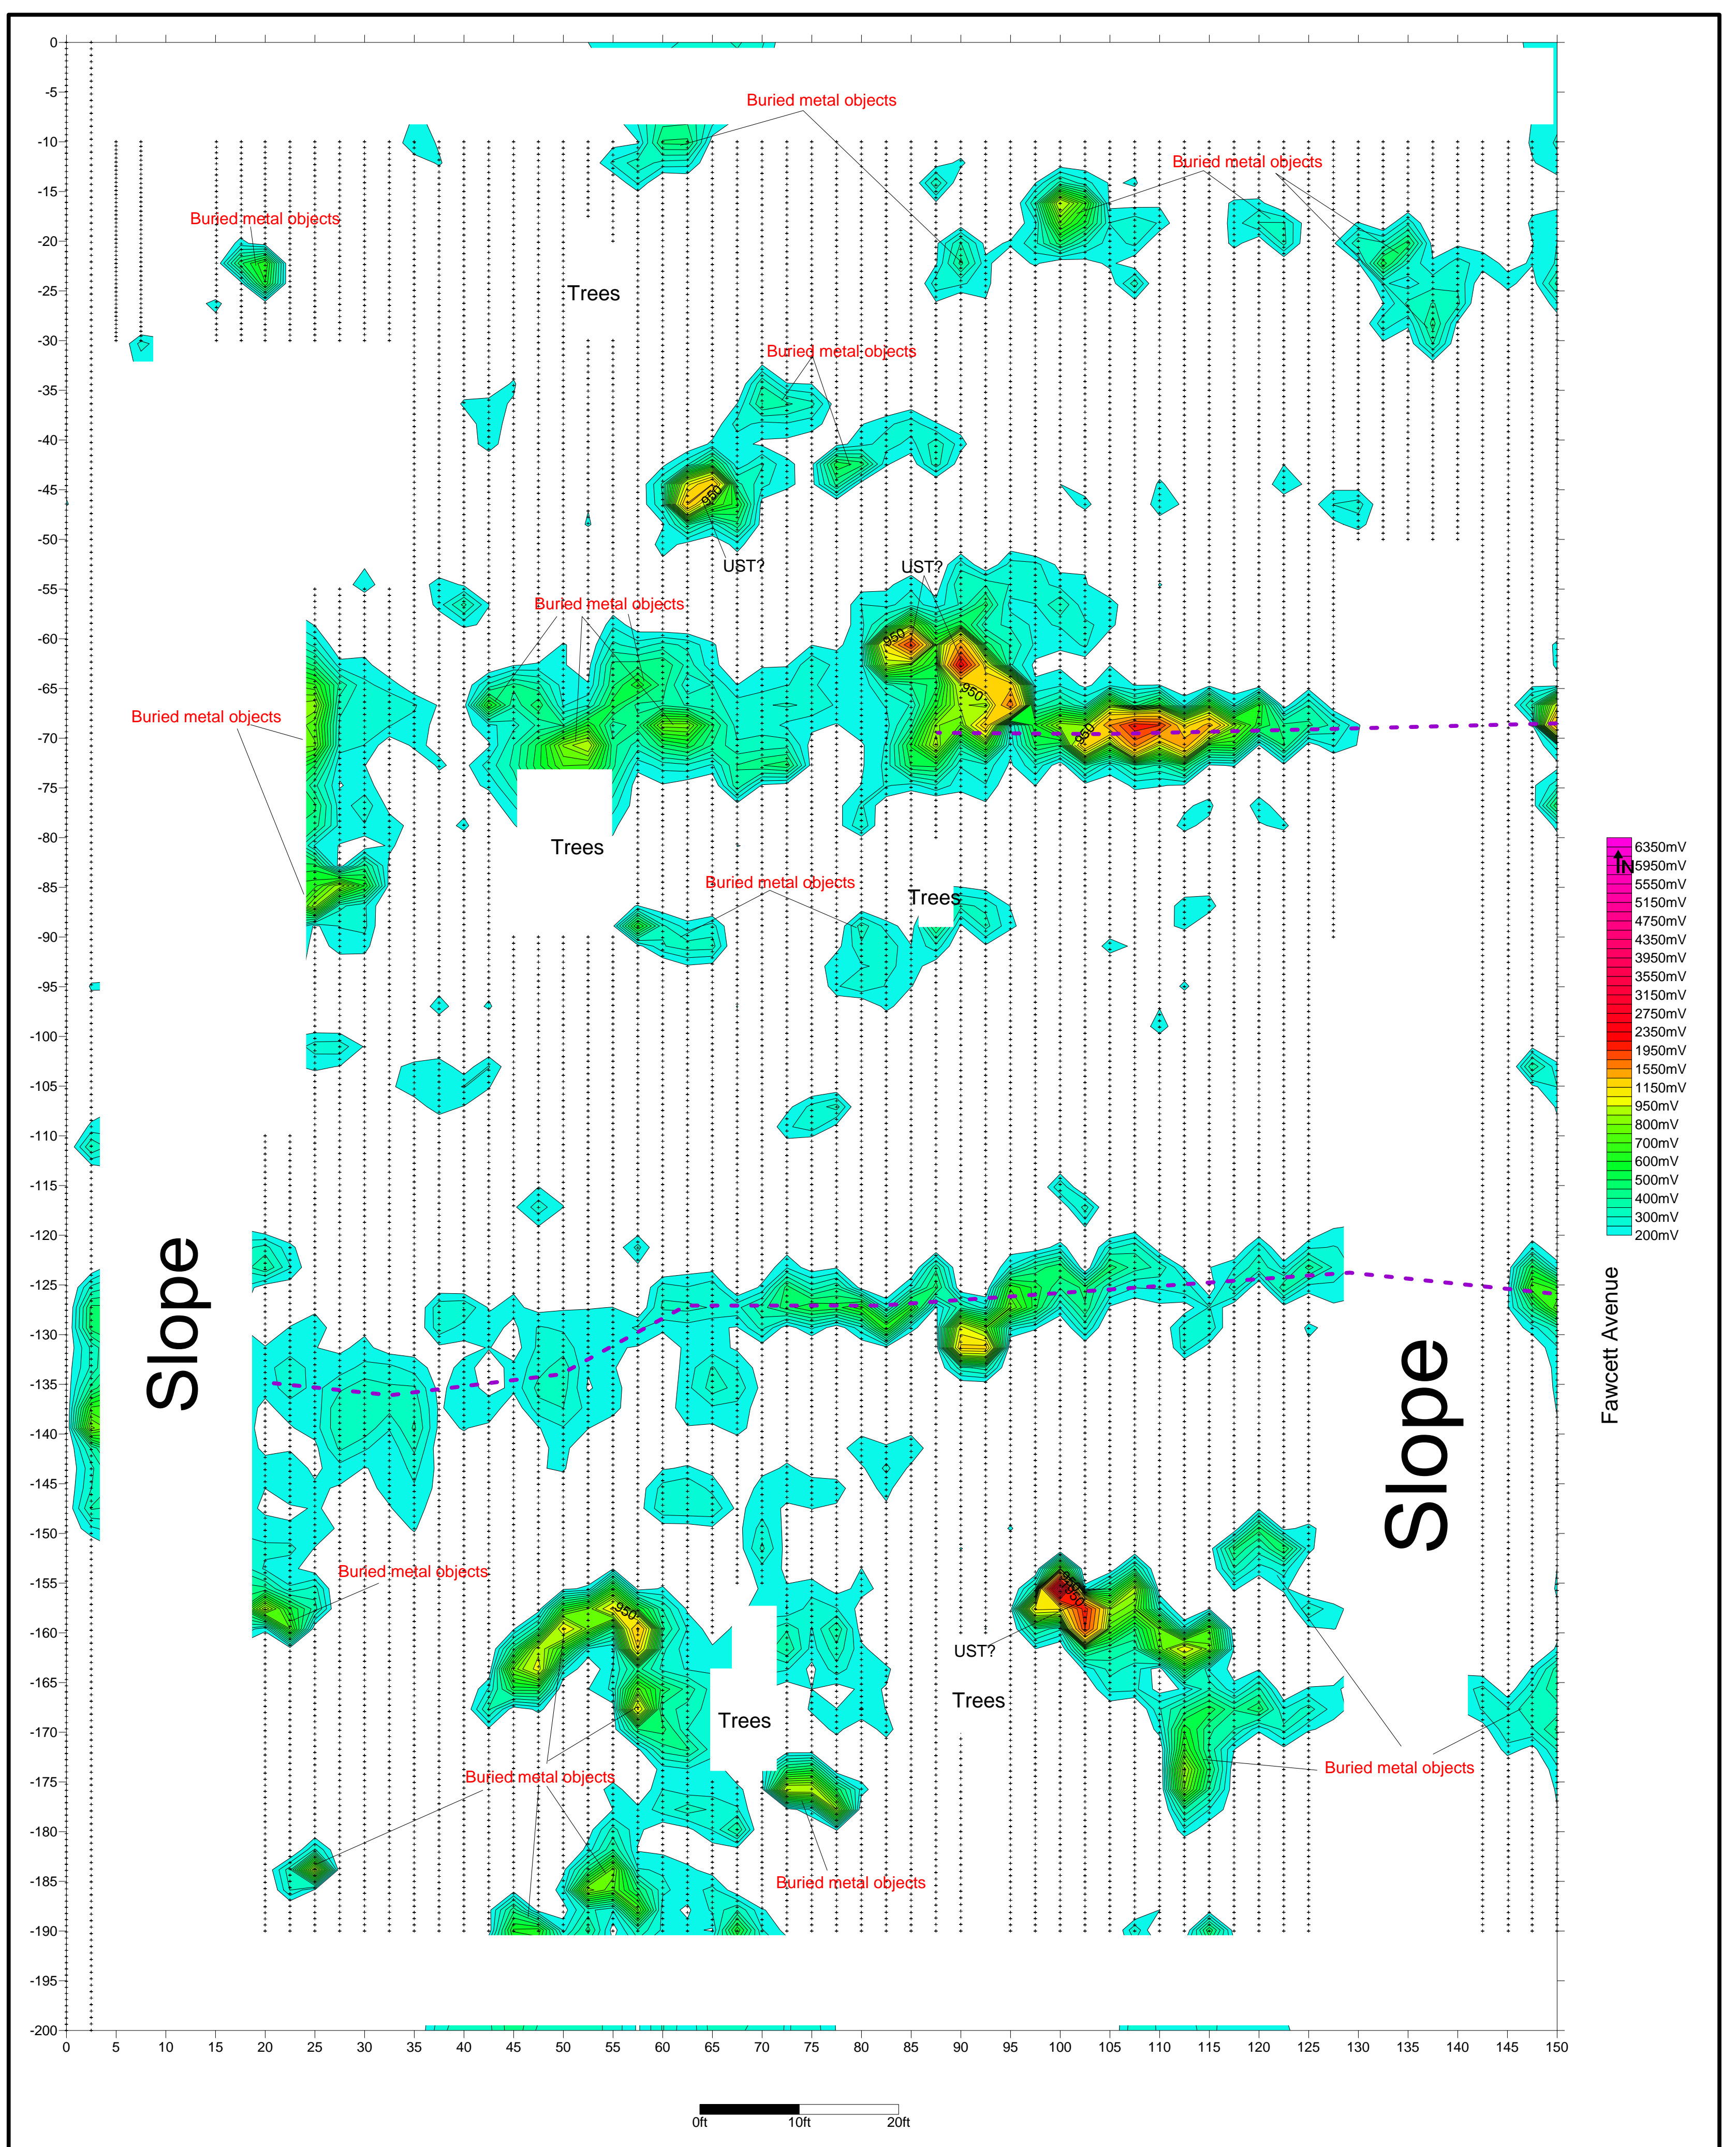 0
-5
Buried metal objects
-10
Buried metal objects
-15
Buried metal objects
-20
Trees
-25
-30
Buried metal objects
-35
-40
-45
950
-50
UST?
UST?
-55
Buried metal objects
-60
950
-65
950
Buried metal objects
-70
950
-75
-80
Trees
6350mV
N
5950mV
-85
Buried metal objects
Trees
5550mV
5150mV
-90
4750mV
4350mV
3950mV
-95
3550mV
3150mV
2750mV
-100
2350mV
1950mV
1550mV
-105
1150mV
950mV
800mV
-110
700mV
600mV
500mV
-115
400mV
300mV
200mV
-120
Slope
-125
Fawcett Avenue
-130
-135
Slope
-140
-145
-150
Buried metal objects
-155
950
950
950
-160
UST?
-165
Trees
Trees
-170
Buried metal objects
Buried metal objects
-175
-180
-185
Buried metal objects
-190
-195
-200
0 5 10 15 20 25 30 35 40 45 50 55 60 65 70 75 80 85 90 95 100 105 110 115 120 125 130 135 140 145 150
0ft 10ft 20ft